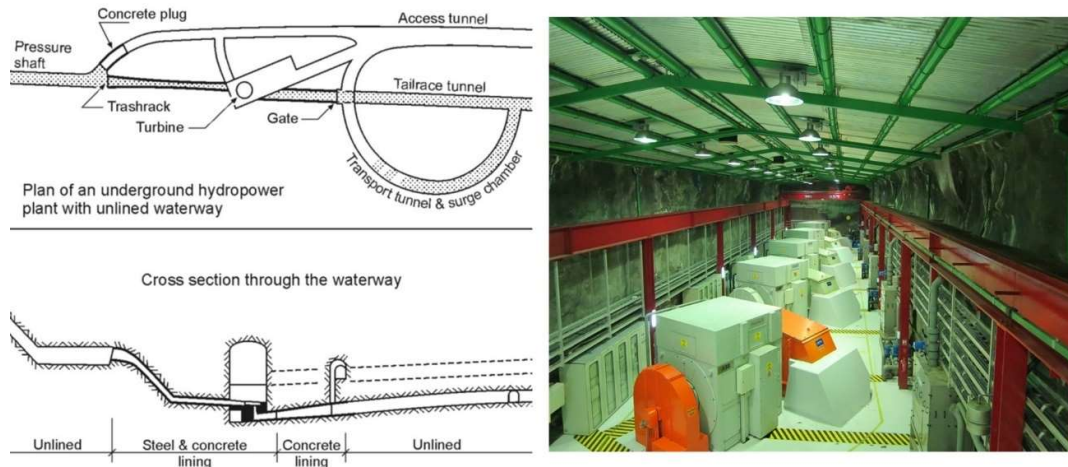 Concrete plug
Access tunnel
Pressure
shaft
Trashrack
Turbine
Tailrace tunnel
Gate
Transport tunnel & surge chamber
Plan of an underground hydropower
plant with unlined waterway
Cross section through the waterway
Unlined
Steel & concrete
lining
Concrete
lining
Unlined